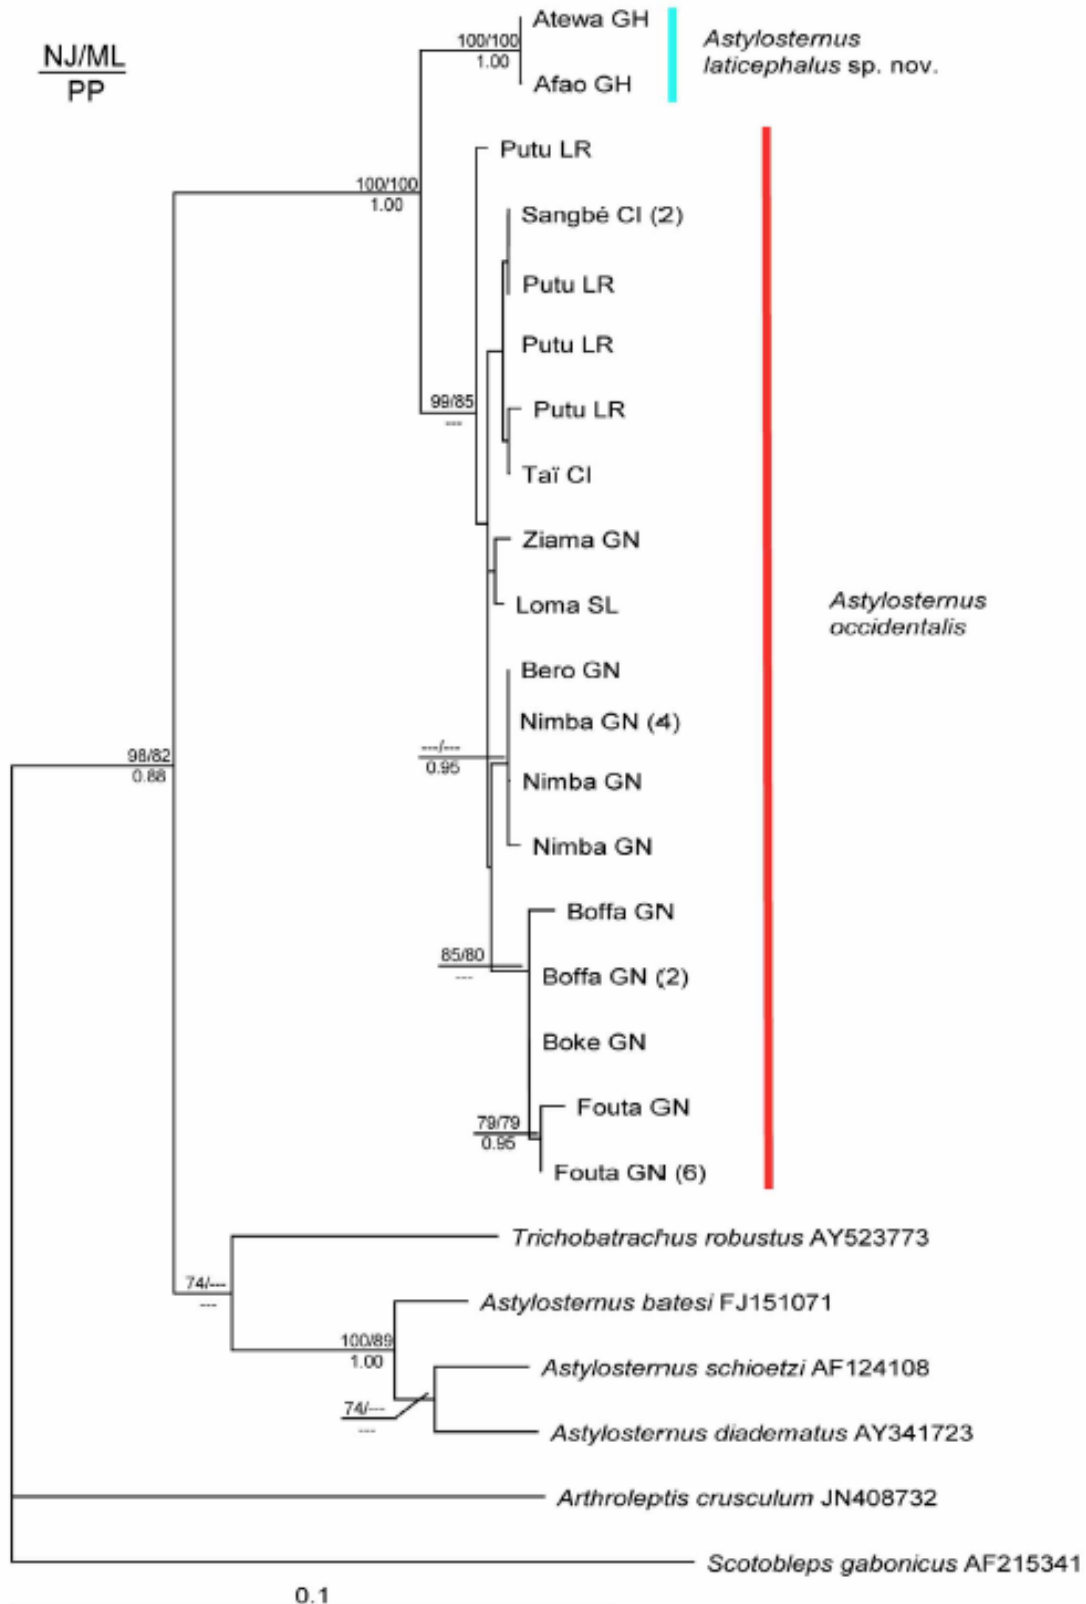 NJ/ML
PP
Atewa GH
100/100
1.00
Afao GH
Astylosternus
laticephalus sp. nov.
Putu LR
100/100
1.00
Sangbé CI (2)
Putu LR
Putu LR
99/85
---
Putu LR
Taï CI
Ziama GN
Loma SL
Astylosternus
occidentalis
Bero GN
Nimba GN (4)
---/---
0.95
Nimba GN
98/82
0.88
Nimba GN
Boffa GN
85/80
---
Boffa GN (2)
Boke GN
Fouta GN
79/79
0.95
Fouta GN (6)
Trichobatrachus robustus AY523773
74/---
---
Astylosternus batesi FJ151071
100/89
1.00
Astylosternus schioetzi AF124108
74/---
---
Astylosternus diadematus AY341723
Arthroleptis crusculum JN408732
Scotobleps gabonicus AF215341
0.1